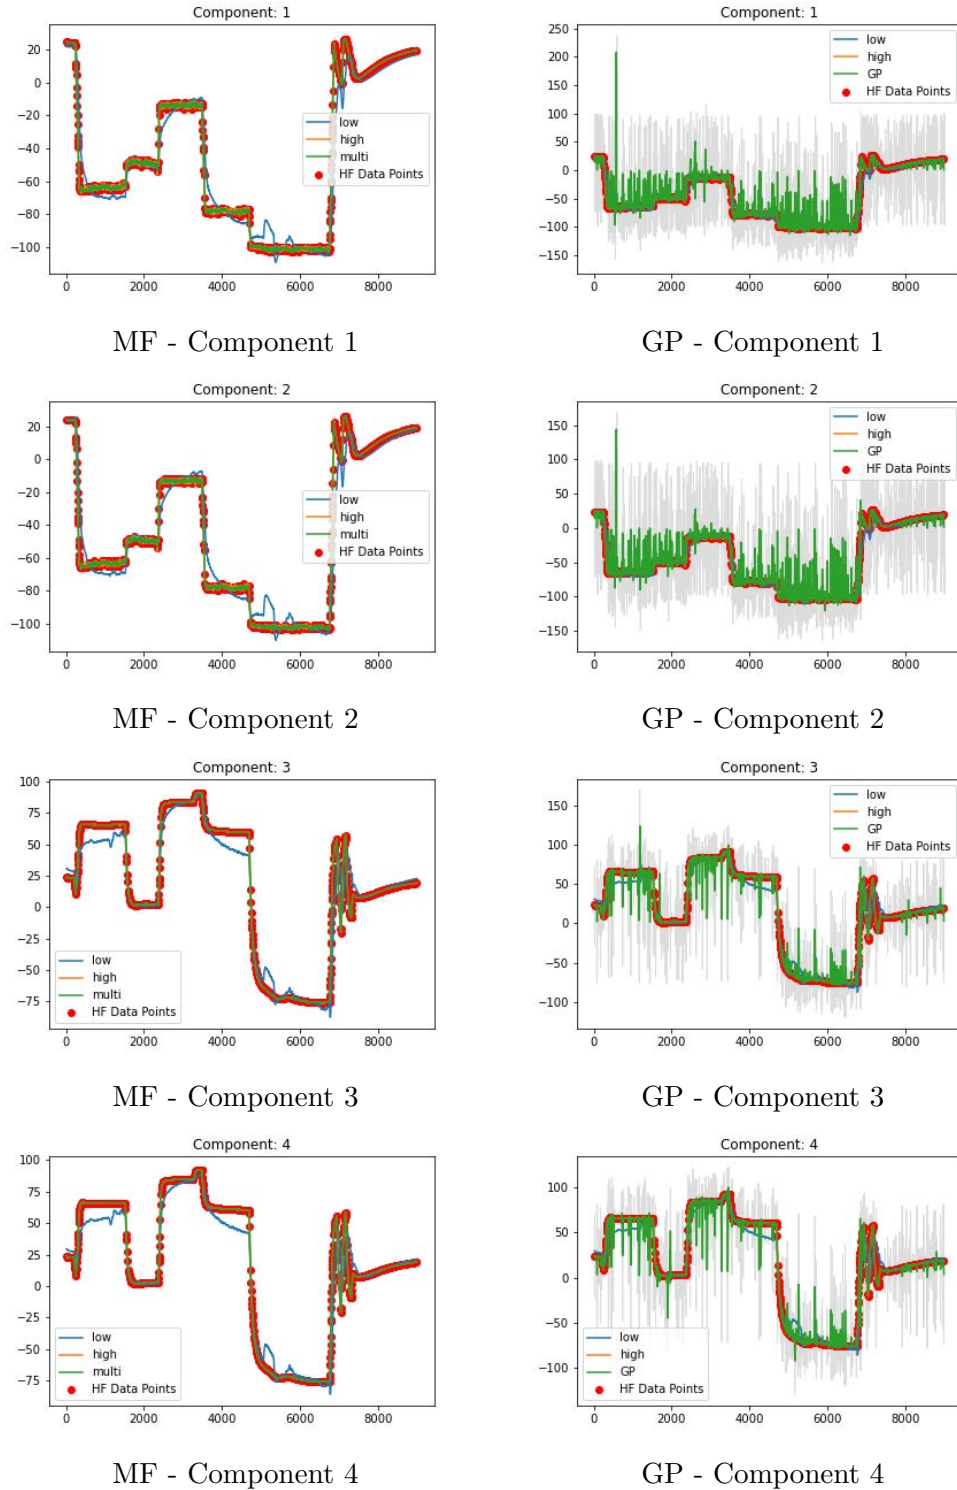 Component: 1
20
0
−20
−40
−60
−80
−100
low
high
multi
HF Data Points
0
2000
4000
6000
8000
MF - Component 1
Component: 1
250
200
150
100
50
0
−50
−100
−150
low
high
GP
HF Data Points
0
2000
4000
6000
8000
GP - Component 1
Component: 2
20
0
−20
−40
−60
−80
−100
low
high
multi
HF Data Points
0
2000
4000
6000
8000
MF - Component 2
Component: 2
150
100
50
0
−50
−100
−150
low
high
GP
HF Data Points
0
2000
4000
6000
8000
GP - Component 2
Component: 3
100
75
50
25
0
−25
−50
−75
low
high
multi
HF Data Points
0
2000
4000
6000
8000
MF - Component 3
Component: 3
150
100
50
0
−50
−100
low
high
GP
HF Data Points
0
2000
4000
6000
8000
GP - Component 3
Component: 4
100
75
50
25
0
−25
−50
−75
low
high
multi
HF Data Points
0
2000
4000
6000
8000
MF - Component 4
Component: 4
100
50
0
−50
−100
low
high
GP
HF Data Points
0
2000
4000
6000
8000
GP - Component 4